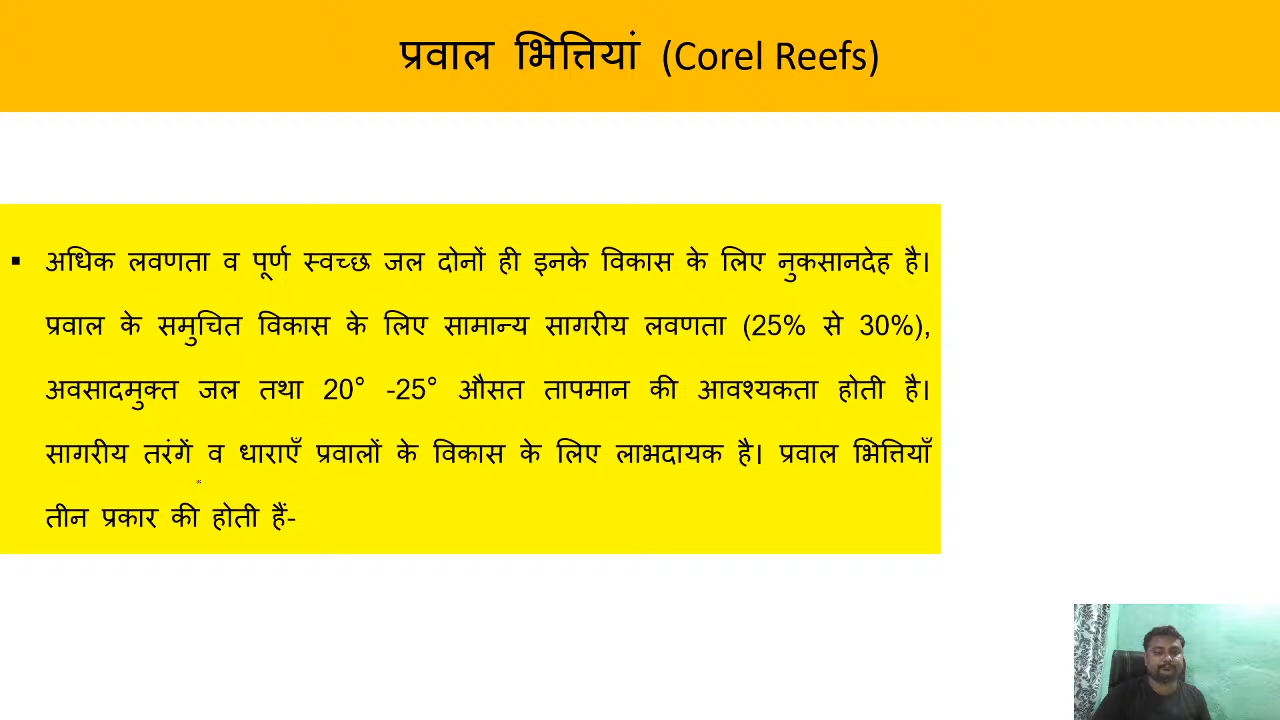 प्रवाल भित्तियां (Corel Reefs)
▪ अधिक लवणता व पूर्ण स्वच्छ जल दोनों ही इनके विकास के लिए नुकसानदेह है।
प्रवाल के समुचित विकास के लिए सामान्य सागरीय लवणता (25% से 30%),
अवसादमुक्त जल तथा 20° -25° औसत तापमान की आवश्यकता होती है।
सागरीय तरंगें व धाराएँ प्रवालों के विकास के लिए लाभदायक है। प्रवाल भित्तियाँ
तीन प्रकार की होती हैं-